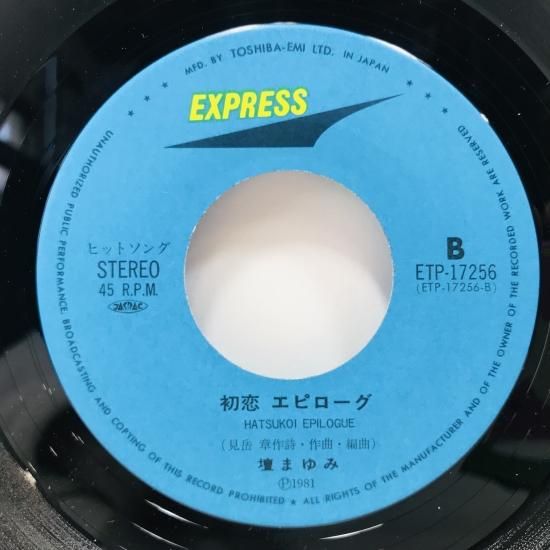 MFD. BY TOSHIBA-EMI LTD. IN JAPAN
EXPRESS
ヒットソング
STEREO
45 R.P.M.
JASRAC
B
ETP-17256
(ETP-17256-B)
初恋 エピローグ
HATSUKOI EPILOGUE
(見岳 章作詩・作曲・編曲)
壇まゆみ
Ⓟ1981
★ ★ ★ UNAUTHORIZED PUBLIC PERFORMANCE, BROADCASTING AND COPYING OF THIS RECORD PROHIBITED ★ ALL RIGHTS OF THE MANUFACTURER AND OF THE OWNER OF THE RECORDED WORK ARE RESERVED ★ ★ ★